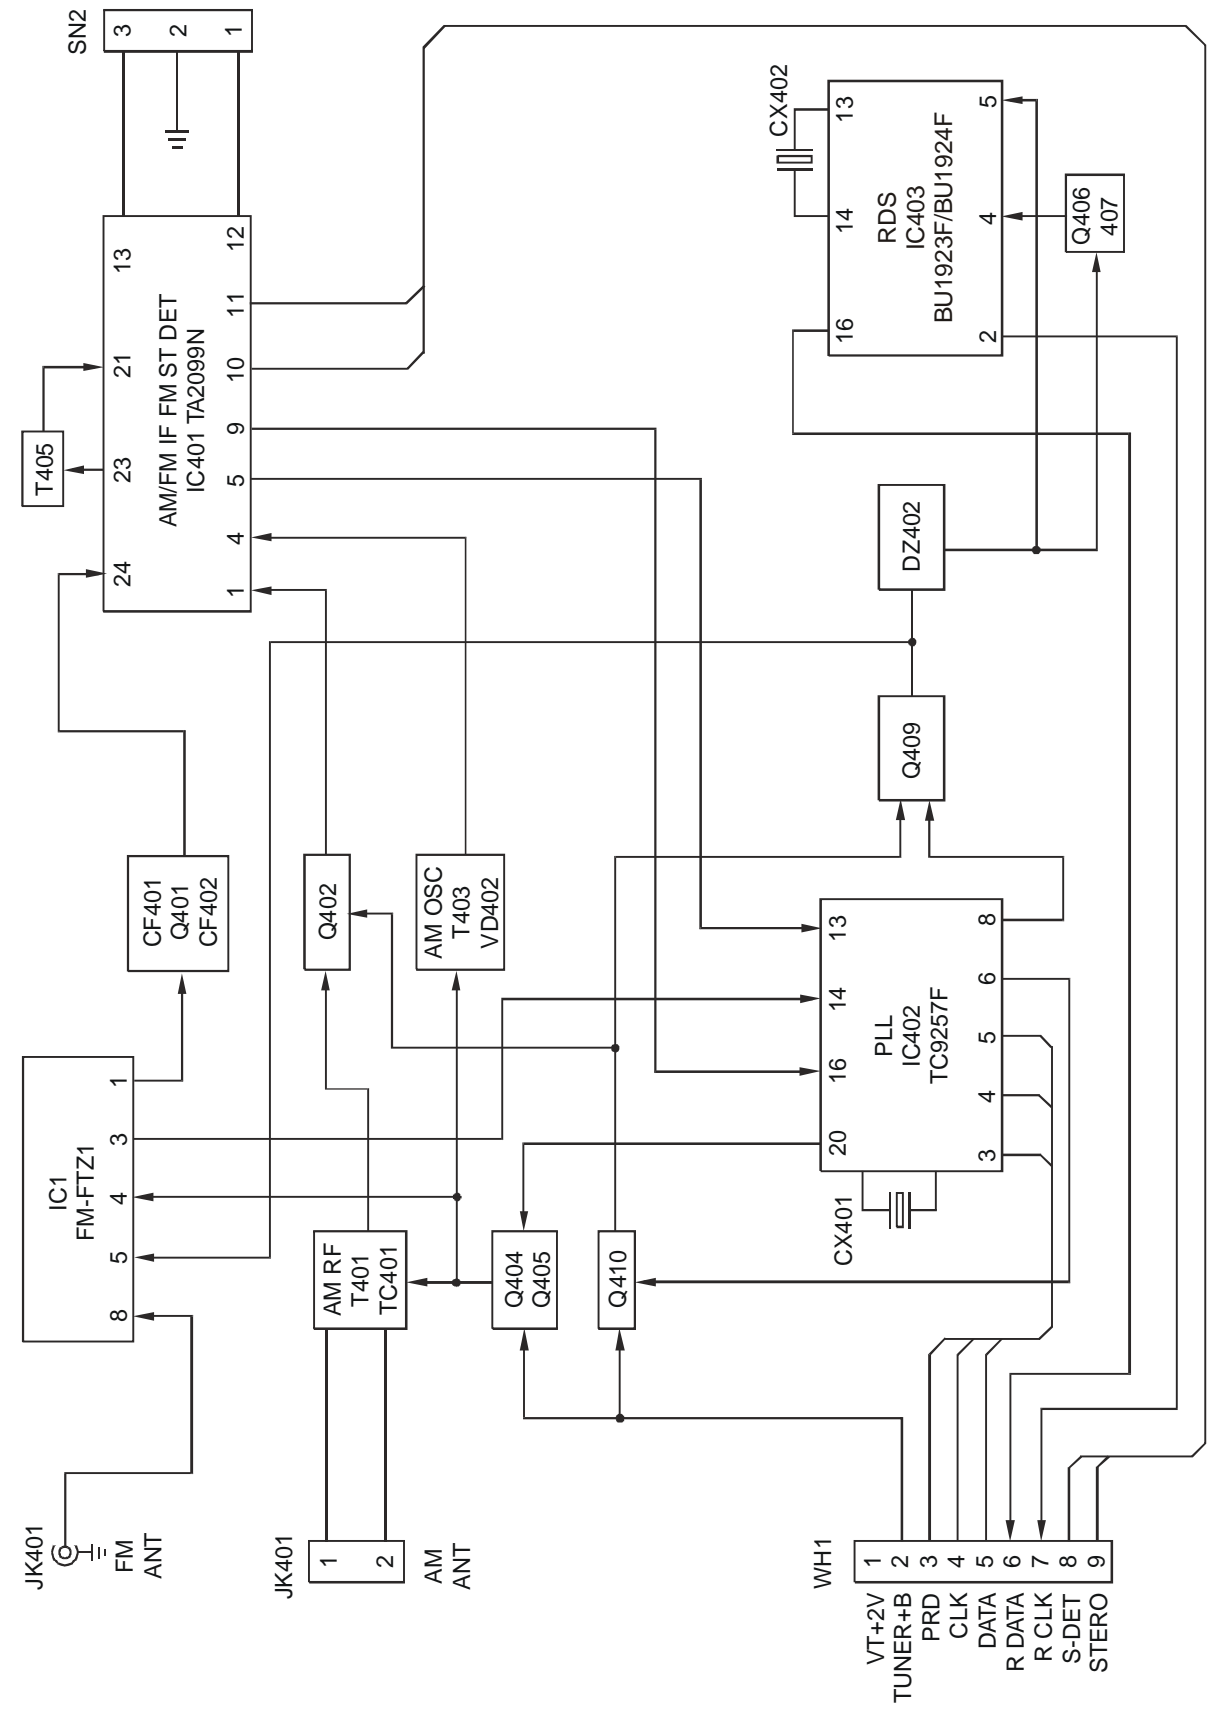 SN2
3
2
1
13
12
21
11
10
23
9
5
24
4
1
AM/FM IF FM ST DET
IC401 TA2099N
T405
CX402
13
14
16
5
4
2
RDS
IC403
BU1923F/BU1924F
Q406
407
DZ402
Q409
CF401
Q401
CF402
Q402
AM OSC
T403
VD402
IC1
FM-FTZ1
1
3
4
5
8
13
14
16
20
8
6
5
4
3
PLL
IC402
TC9257F
CX401
AM RF
T401
TC401
Q404
Q405
Q410
JK401
FM
ANT
JK401
1
2
AM
ANT
WH1
VT+2V 1
TUNER+B 2
PRD 3
CLK 4
DATA 5
R DATA 6
R CLK 7
S-DET 8
STERO 9